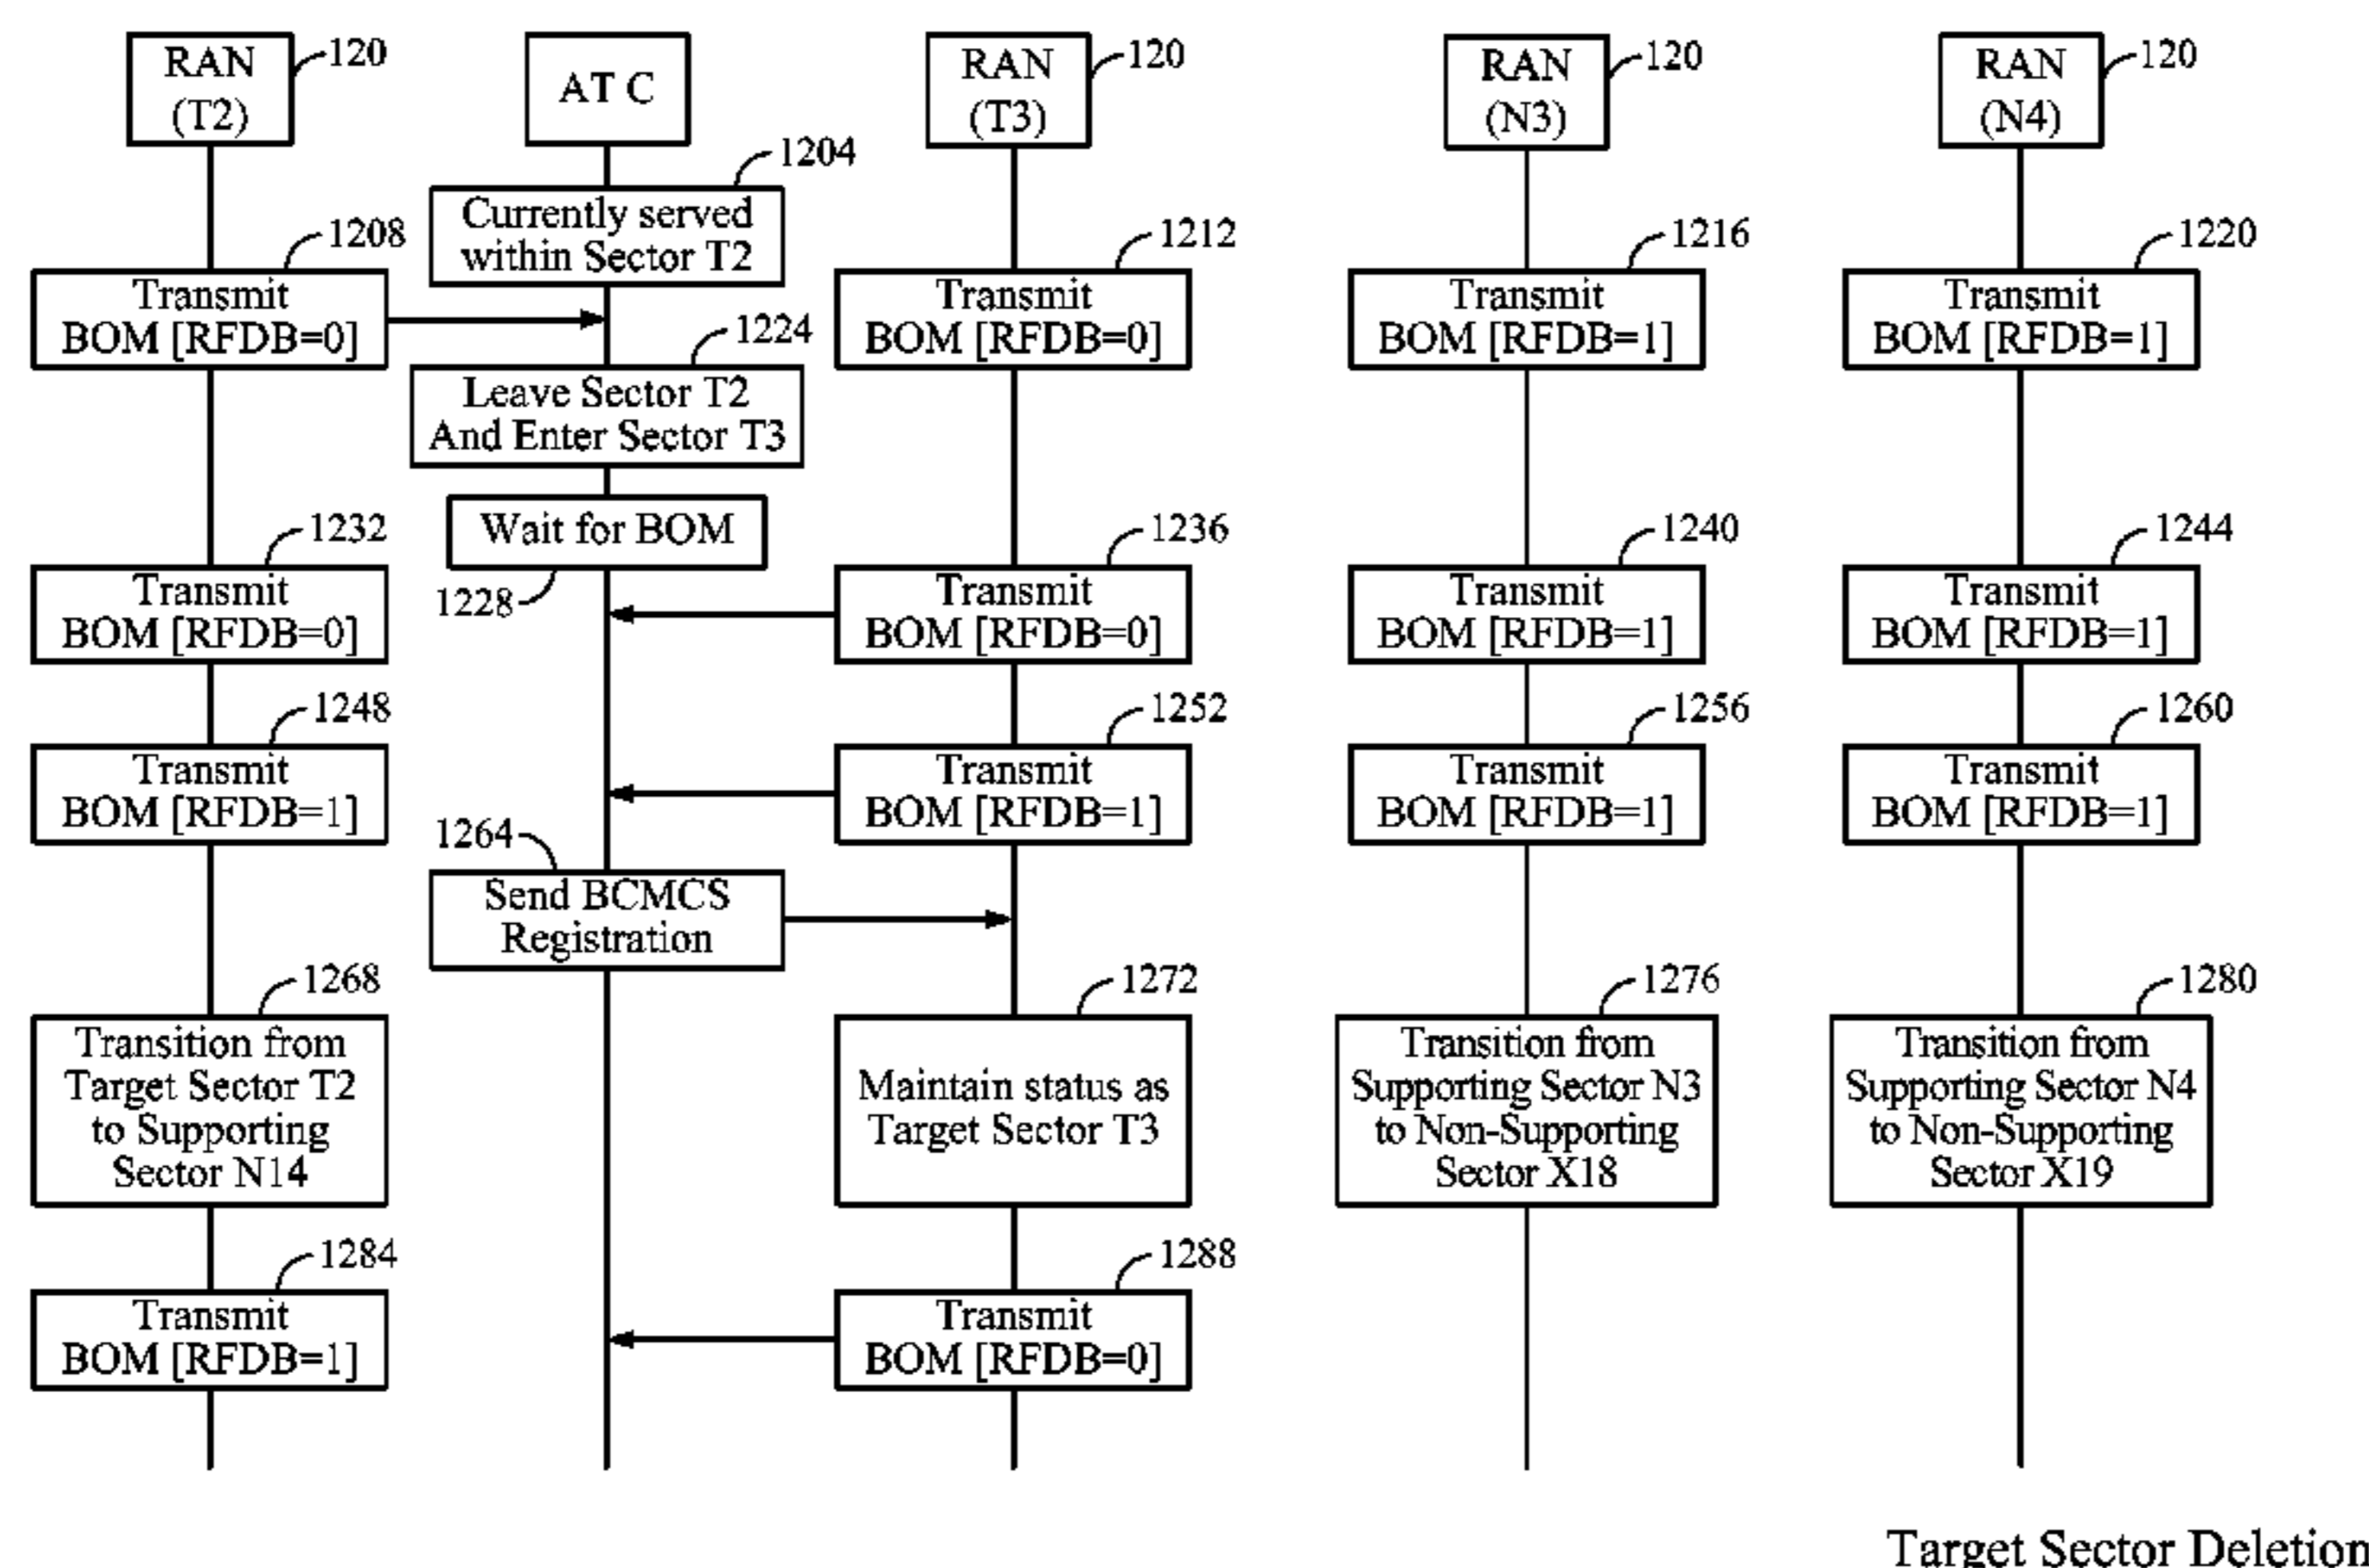 RAN
(T2)
120
AT C
RAN
(T3)
120
RAN
(N3)
120
RAN
(N4)
120
1204
Currently served
within Sector T2
1208
Transmit
BOM [RFDB=0]
1212
Transmit
BOM [RFDB=0]
1216
Transmit
BOM [RFDB=1]
1220
Transmit
BOM [RFDB=1]
1224
Leave Sector T2
And Enter Sector T3
Wait for BOM
1228
1232
Transmit
BOM [RFDB=0]
1236
Transmit
BOM [RFDB=0]
1240
Transmit
BOM [RFDB=1]
1244
Transmit
BOM [RFDB=1]
1248
Transmit
BOM [RFDB=1]
1252
Transmit
BOM [RFDB=1]
1256
Transmit
BOM [RFDB=1]
1260
Transmit
BOM [RFDB=1]
1264
Send BCMCS
Registration
1268
Transition from
Target Sector T2
to Supporting
Sector N14
1272
Maintain status as
Target Sector T3
1276
Transition from
Supporting Sector N3
to Non-Supporting
Sector X18
1280
Transition from
Supporting Sector N4
to Non-Supporting
Sector X19
1284
Transmit
BOM [RFDB=1]
1288
Transmit
BOM [RFDB=0]
Target Sector Deletion